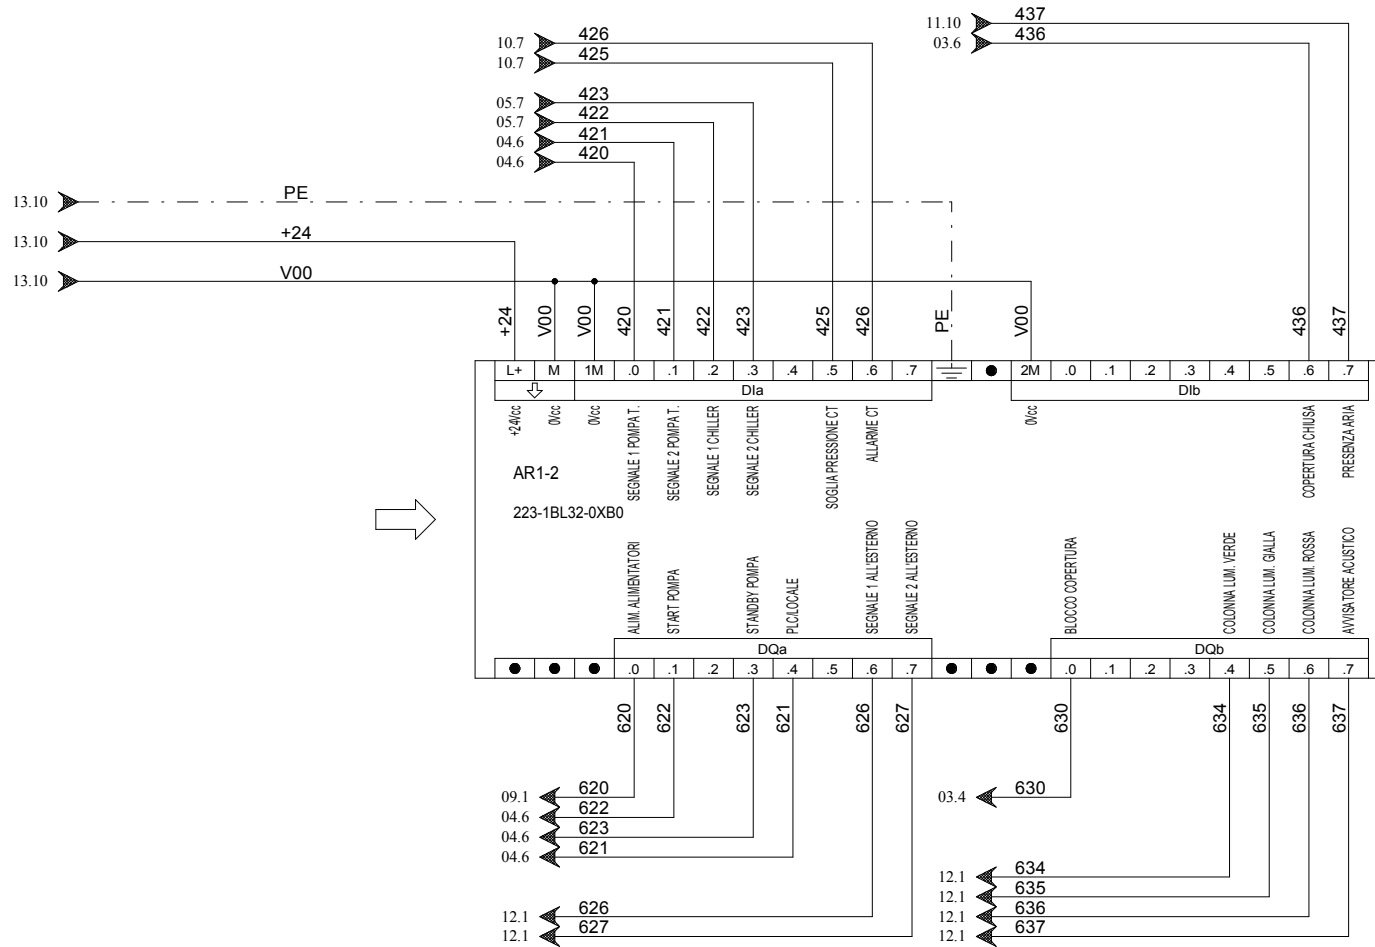 10.7 426
10.7 425
05.7 423
05.7 422
04.6 421
04.6 420
11.10 437
03.6 436
13.10 PE
13.10 +24
13.10 V00
+24 V00 V00 420 421 422 423 425 426 PE V00 436 437
L+ M 1M .0 .1 .2 .3 .4 .5 .6 .7 2M .0 .1 .2 .3 .4 .5 .6 .7
DIa DIb
+24Vcc
0Vcc
0Vcc
SEGNALE 1 POMPA T.
SEGNALE 2 POMPA T.
SEGNALE 1 CHILLER
SEGNALE 2 CHILLER
SOGLIA PRESSIONE CT
ALLARME CT
0Vcc
COPERTURA CHIUSA
PRESENZA ARIA
AR1-2
223-1BL32-0XB0
ALIM. ALIMENTATORI
START POMPA
STANDBY POMPA
PLC/LOCALE
SEGNALE 1 ALL'ESTERNO
SEGNALE 2 ALL'ESTERNO
BLOCCO COPERTURA
COLONNA LUM. VERDE
COLONNA LUM. GIALLA
COLONNA LUM. ROSSA
AVVISATORE ACUSTICO
DQa DQb
.0 .1 .2 .3 .4 .5 .6 .7 .0 .1 .2 .3 .4 .5 .6 .7
620 622 623 621 626 627 630 634 635 636 637
09.1 620
04.6 622
04.6 623
04.6 621
12.1 626
12.1 627
03.4 630
12.1 634
12.1 635
12.1 636
12.1 637